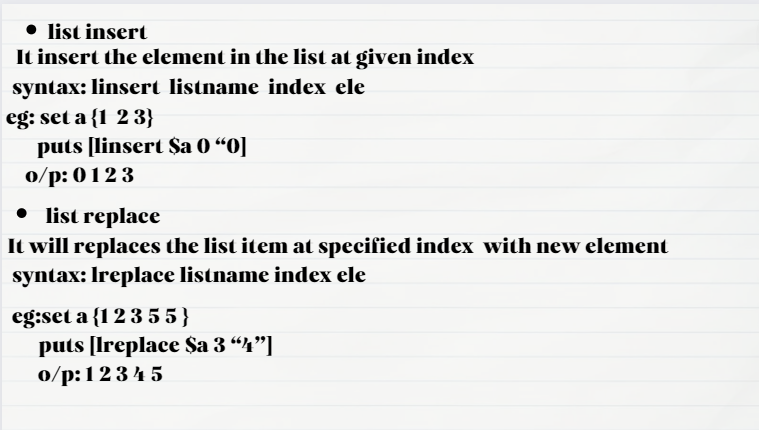 • list insert
It insert the element in the list at given index
syntax: linsert listname index ele
eg: set a {1 2 3}
puts [linsert $a 0 “0]
o/p: 0 1 2 3
• list replace
It will replaces the list item at specified index with new element
syntax: lreplace listname index ele
eg:set a {1 2 3 5 5 }
puts [lreplace $a 3 “4”]
o/p: 1 2 3 4 5